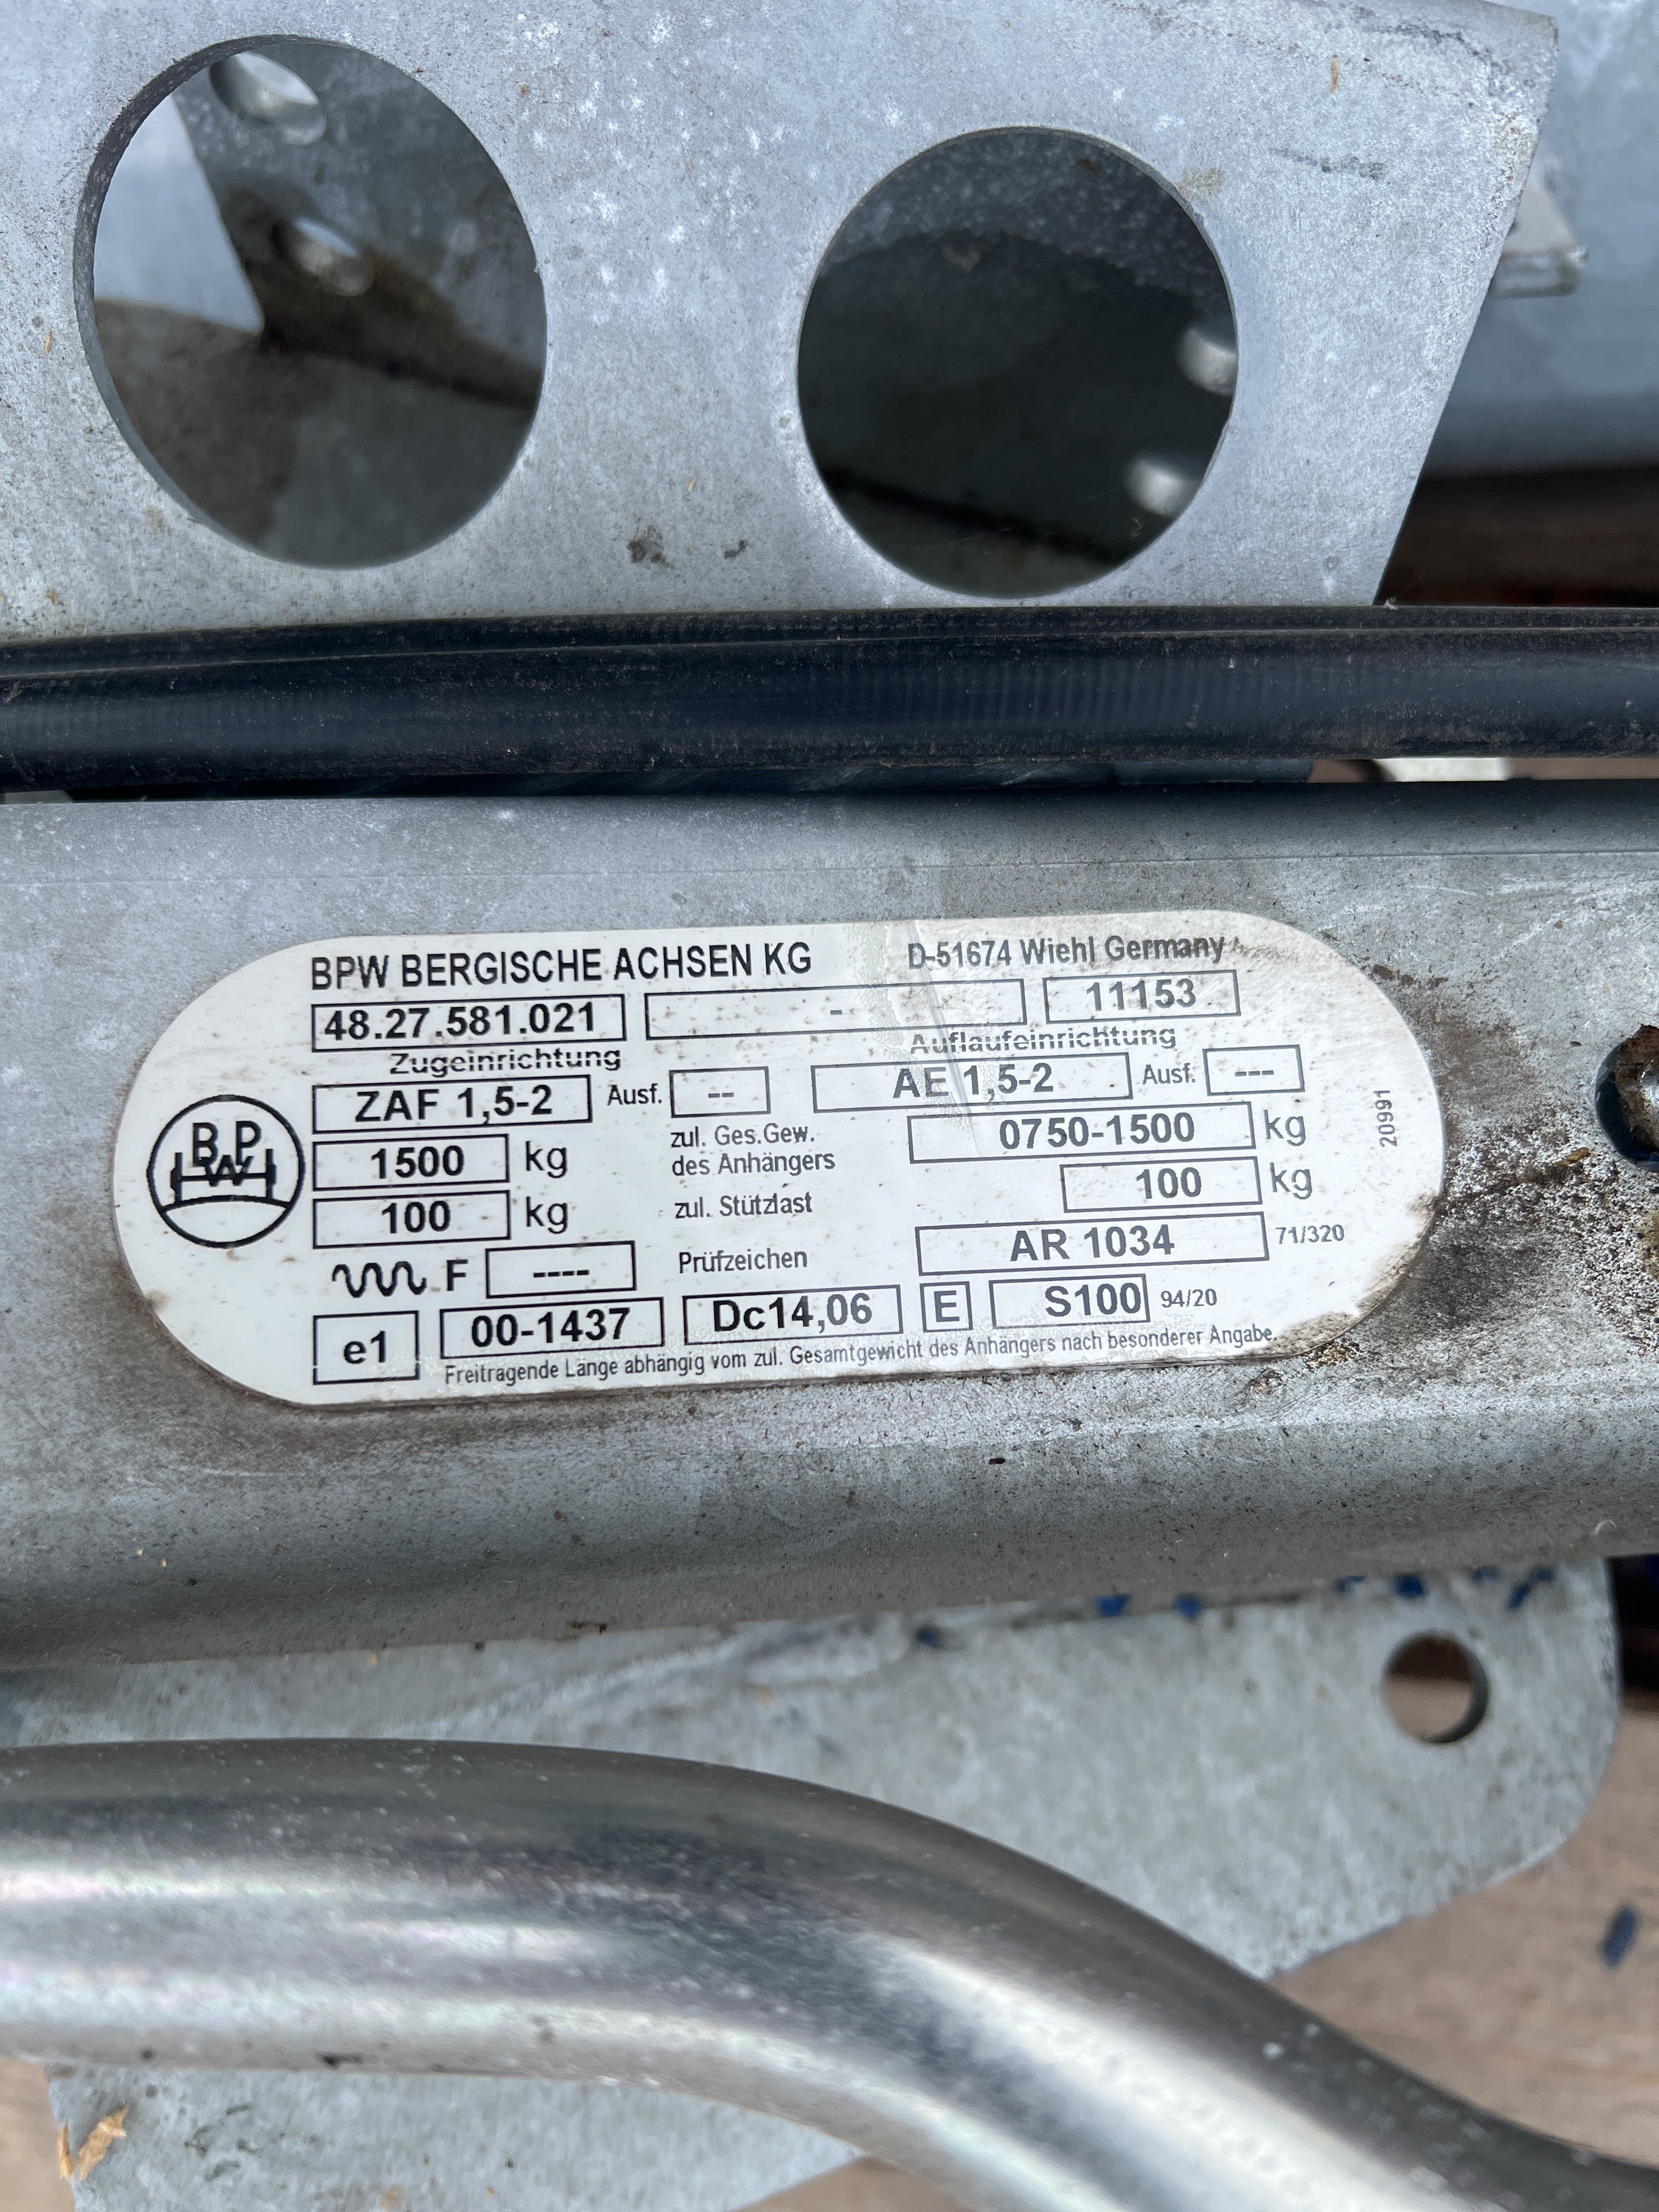 BPW BERGISCHE ACHSEN KG D-51674 Wiehl Germany
48.27.581.021 - 11153
Zugeinrichtung Auflaufeinrichtung
ZAF 1,5-2 Ausf. -- AE 1,5-2 Ausf. ---
1500 kg zul. Ges.Gew. des Anhängers 0750-1500 kg
100 kg zul. Stützlast 100 kg
F ---- Prüfzeichen AR 1034 71/320
e1 00-1437 Dc14,06 E S100 94/20
Freitragende Länge abhängig vom zul. Gesamtgewicht des Anhängers nach besonderer Angabe.
BPW
20991